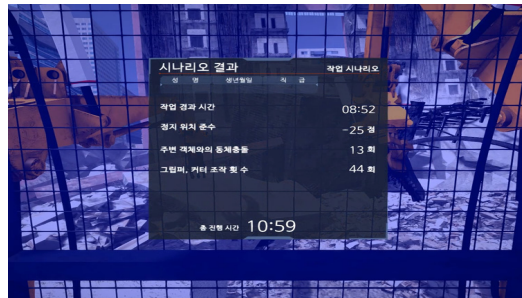 시나리오 결과 작업 시나리오
성 명 생년월일 직 급
작업 경과 시간 08:52
정지 위치 준수 -25 점
주변 객체와의 동체충돌 13 회
그립퍼, 커터 조작 횟 수 44 회
총 진행 시간 10:59